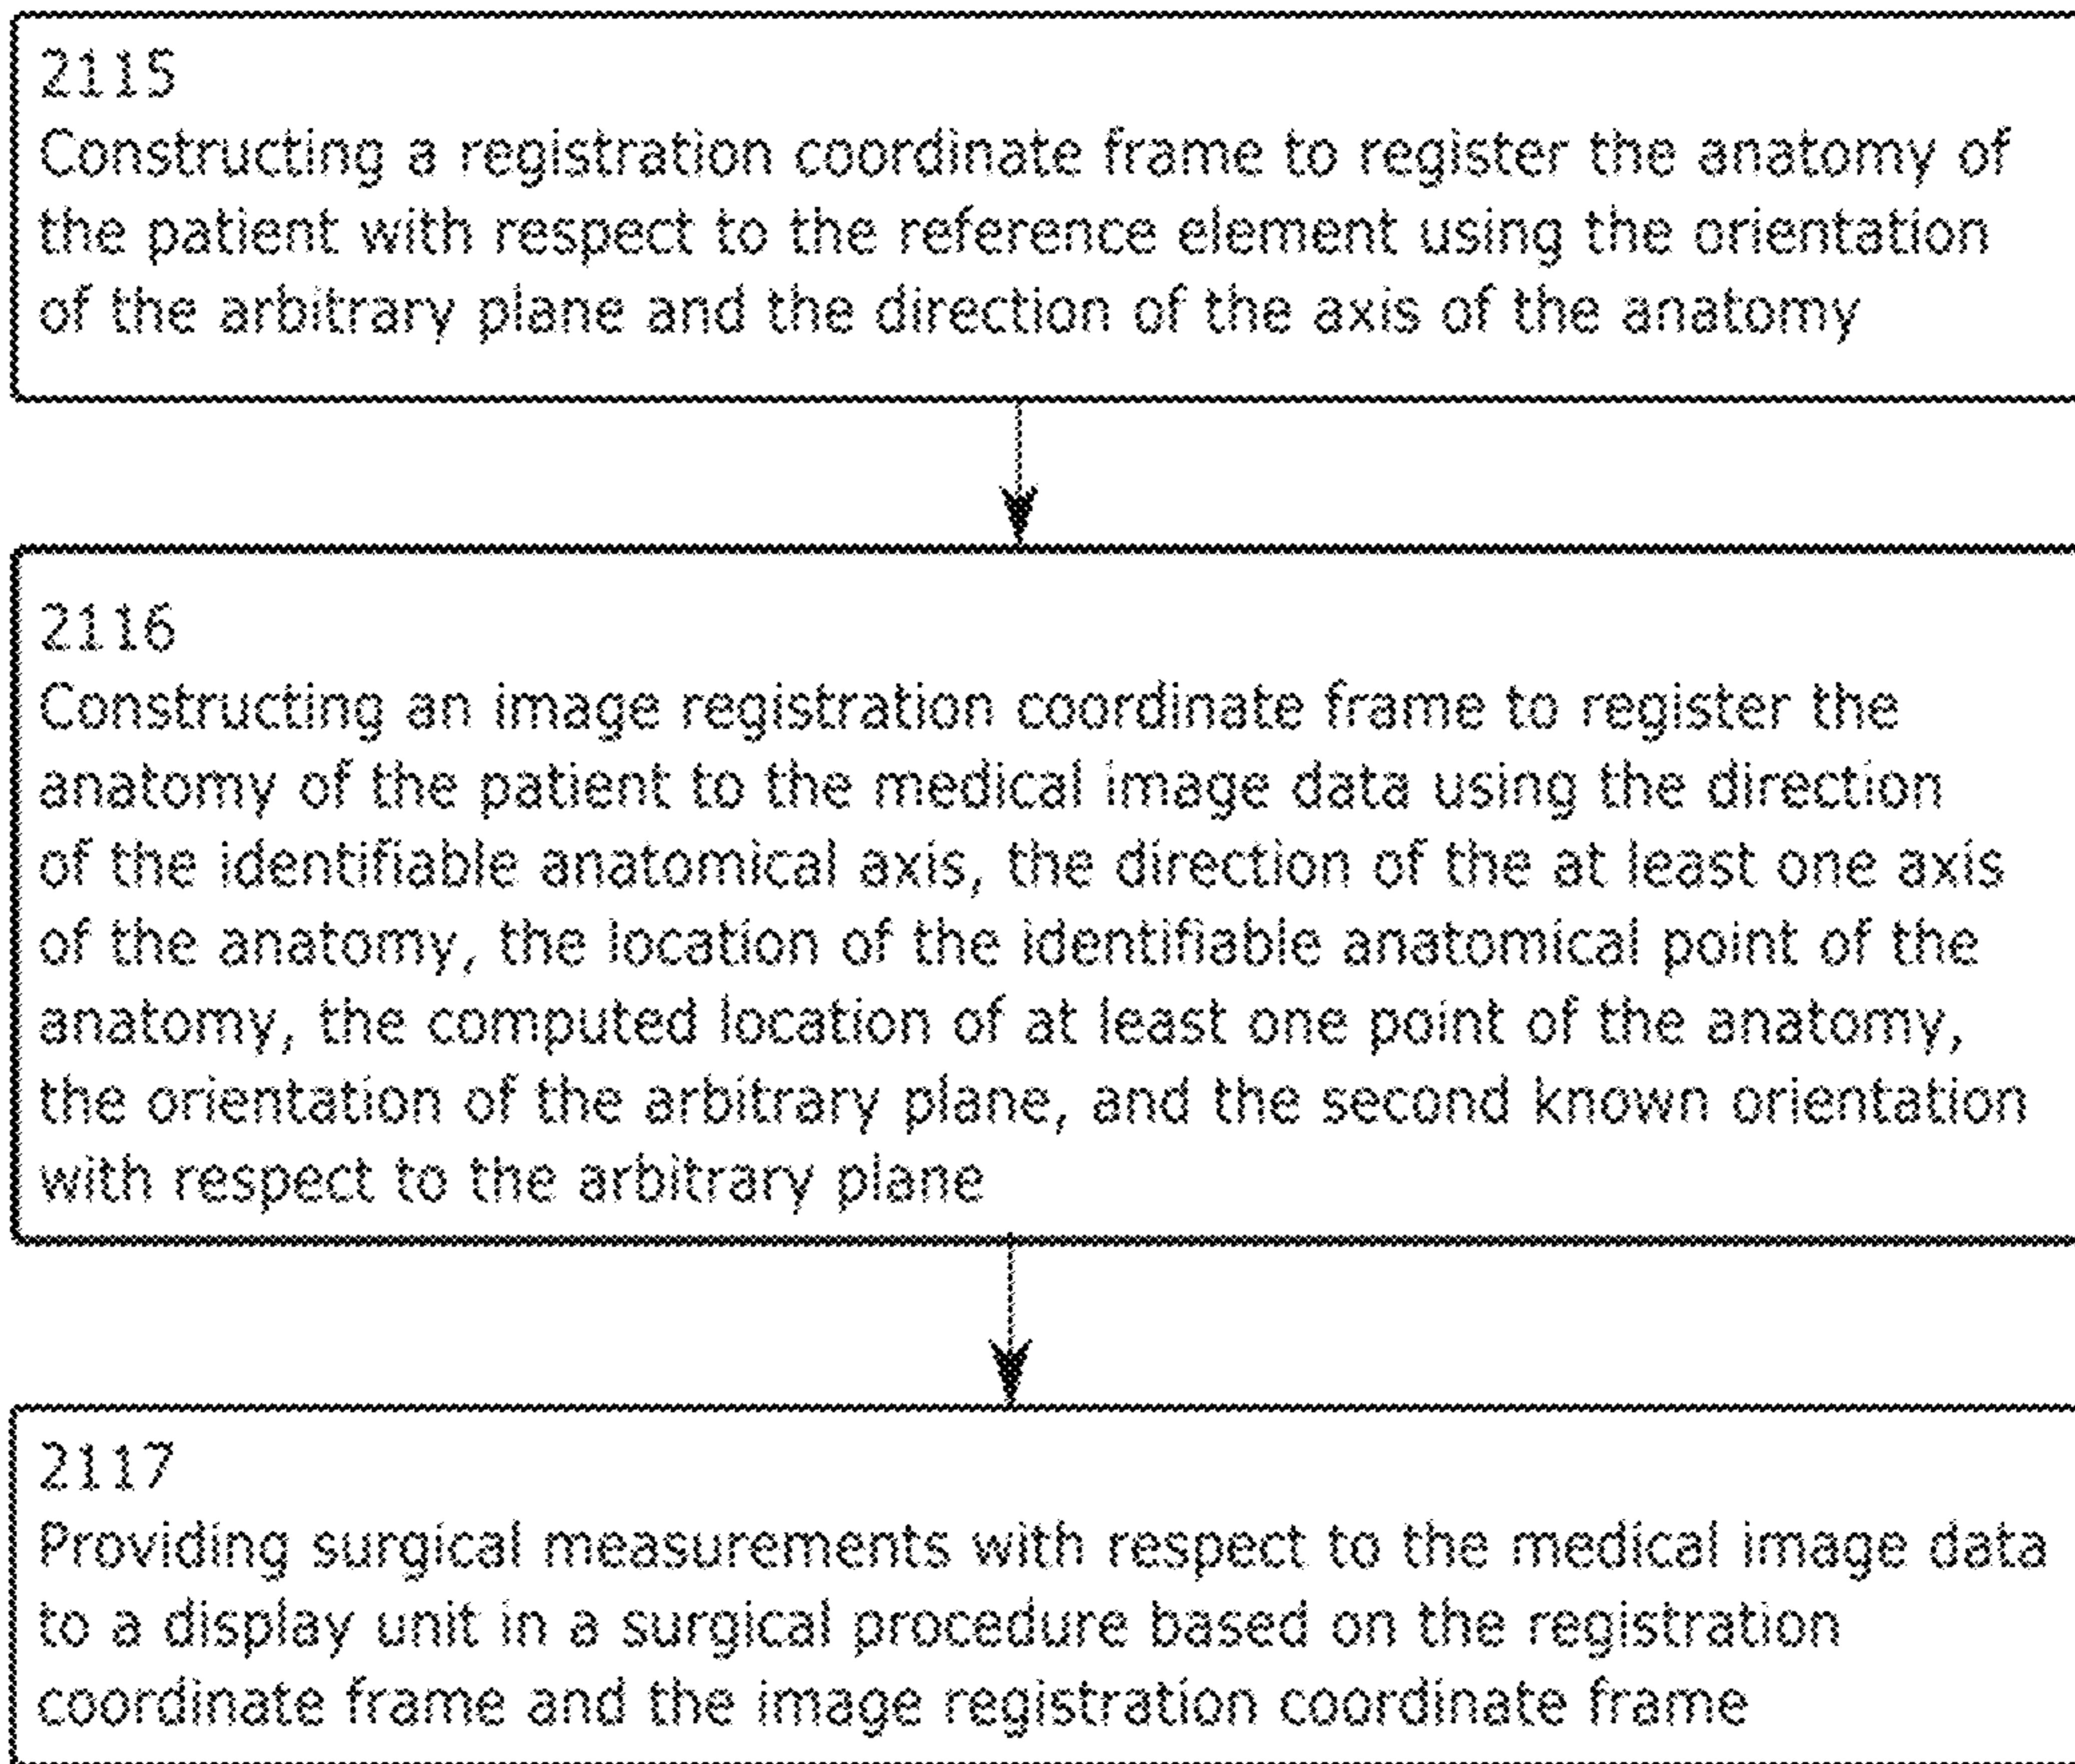 2115
Constructing a registration coordinate frame to register the anatomy of
the patient with respect to the reference element using the orientation
of the arbitrary plane and the direction of the axis of the anatomy
2116
Constructing an image registration coordinate frame to register the
anatomy of the patient to the medical image data using the direction
of the identifiable anatomical axis, the direction of the at least one axis
of the anatomy, the location of the identifiable anatomical point of the
anatomy, the computed location of at least one point of the anatomy,
the orientation of the arbitrary plane, and the second known orientation
with respect to the arbitrary plane
2117
Providing surgical measurements with respect to the medical image data
to a display unit in a surgical procedure based on the registration
coordinate frame and the image registration coordinate frame